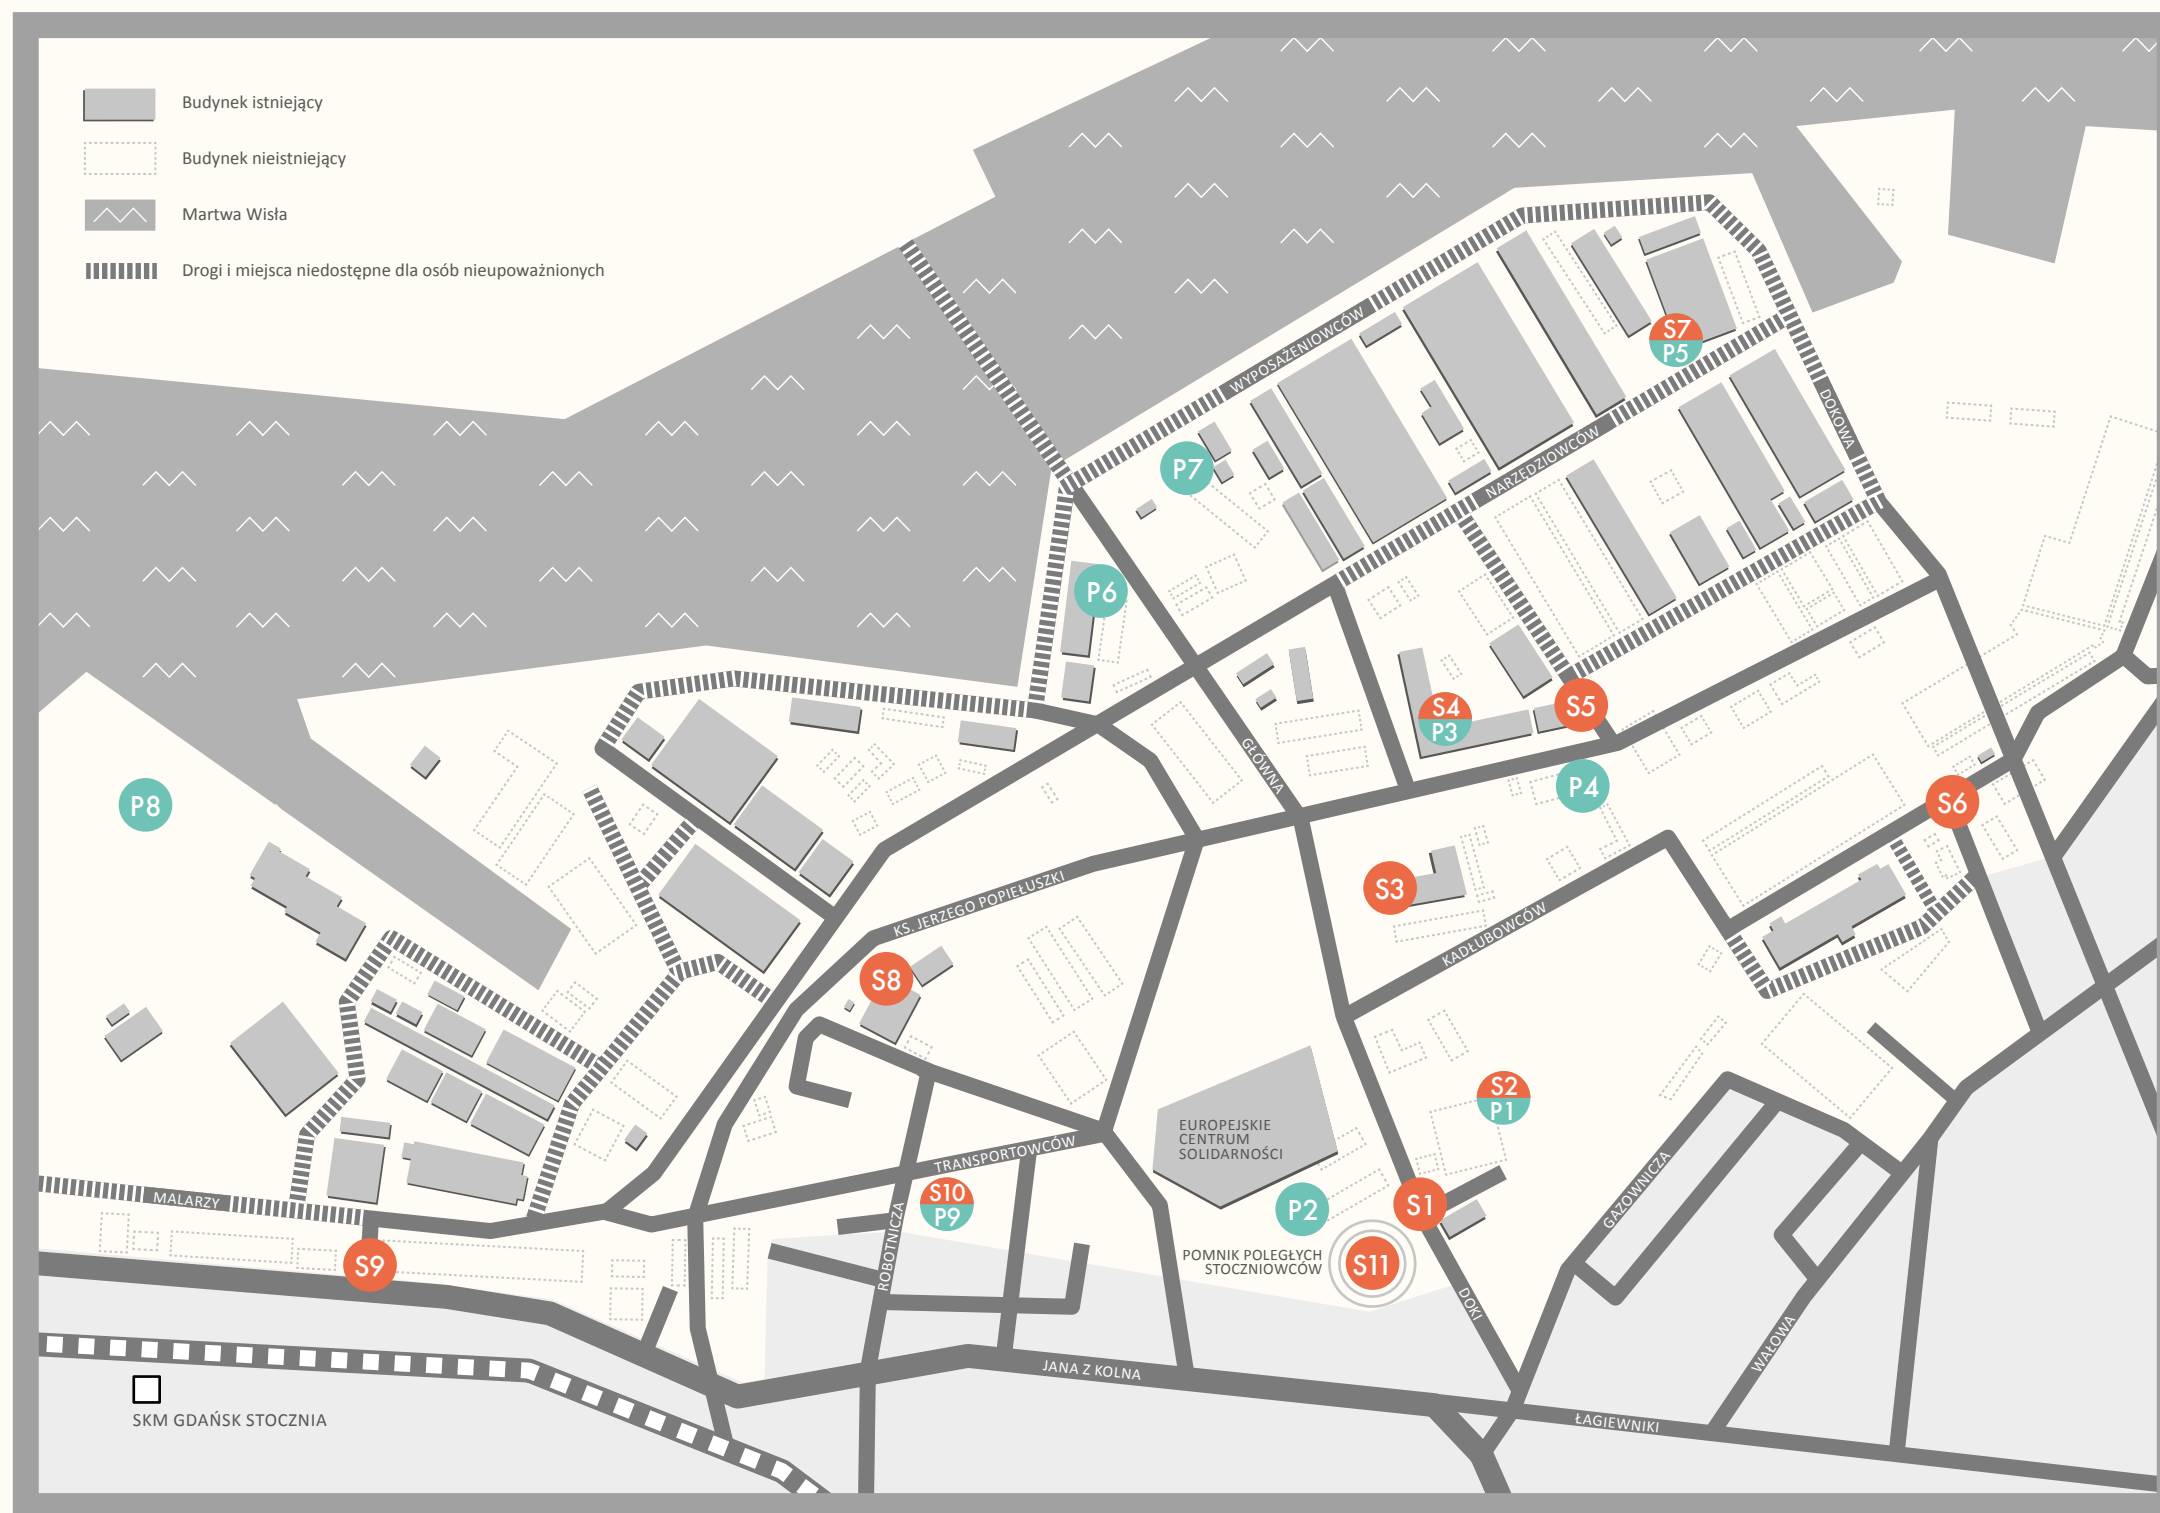 Budynek istniejący
Budynek nieistniejący
Martwa Wisła
Drogi i miejsca niedostępne dla osób nieupoważnionych
WYPOSAŻENIOWCÓW
S7
P5
DOKOWA
NARZĘDZIOWCÓW
P7
P6
S4
P3
S5
GŁÓWNA
P4
P8
S6
S3
KS. JERZEGO POPIEŁUSZKI
KADŁUBOWCÓW
S8
S2
P1
EUROPEJSKIE
CENTRUM
SOLIDARNOŚCI
TRANSPORTOWCÓW
GAZOWNICZA
MALARZY
S10
P9
S1
P2
ROBOTNICZA
POMNIK POLEGŁYCH
STOCZNIOWCÓW
S11
S9
DOKI
WAŁOWA
JANA Z KOLNA
SKM GDAŃSK STOCZNIA
ŁAGIEWNIKI